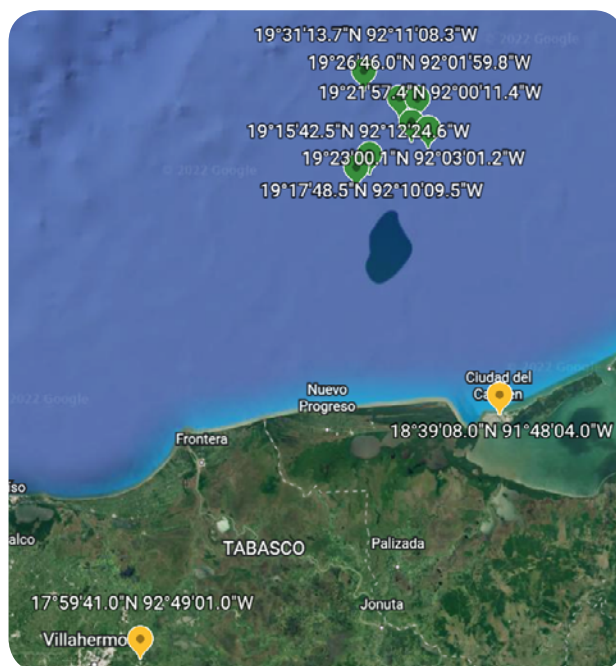 © 2022 Google
19°31'13.7"N 92°11'08.3"W
19°26'46.0"N 92°01'59.8"W
19°21'57.4"N 92°00'11.4"W
19°15'42.5"N 92°12'24.6"W
19°23'00.1"N 92°03'01.2"W
© 2022 Google
19°17'48.5"N 92°10'09.5"W
© 2022 Google
2022 Google
Ciudad del
Carmen
Nuevo
Progreso
18°39'08.0"N 91°48'04.0"W
Frontera
íso
alco
TABASCO
Palizada
17°59'41.0"N 92°49'01.0"W
Jonuta
Villahermo